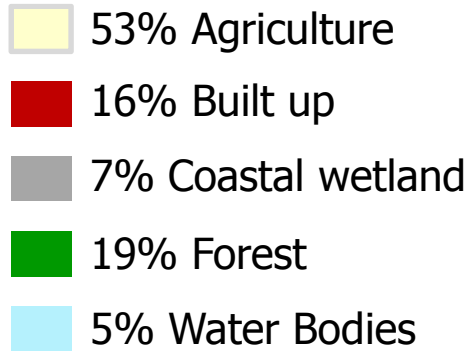 53% Agriculture
16% Built up
7% Coastal wetland
19% Forest
5% Water Bodies